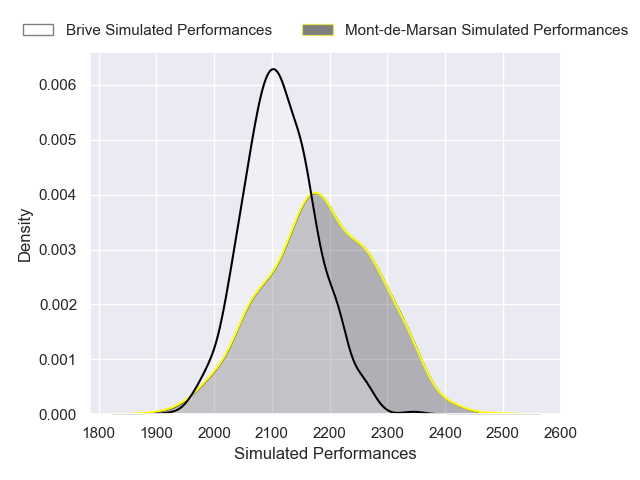 Brive Simulated Performances
Mont-de-Marsan Simulated Performances
0.006
0.005
0.004
0.003
0.002
0.001
0.000
Density
1800 1900 2000 2100 2200 2300 2400 2500 2600
Simulated Performances